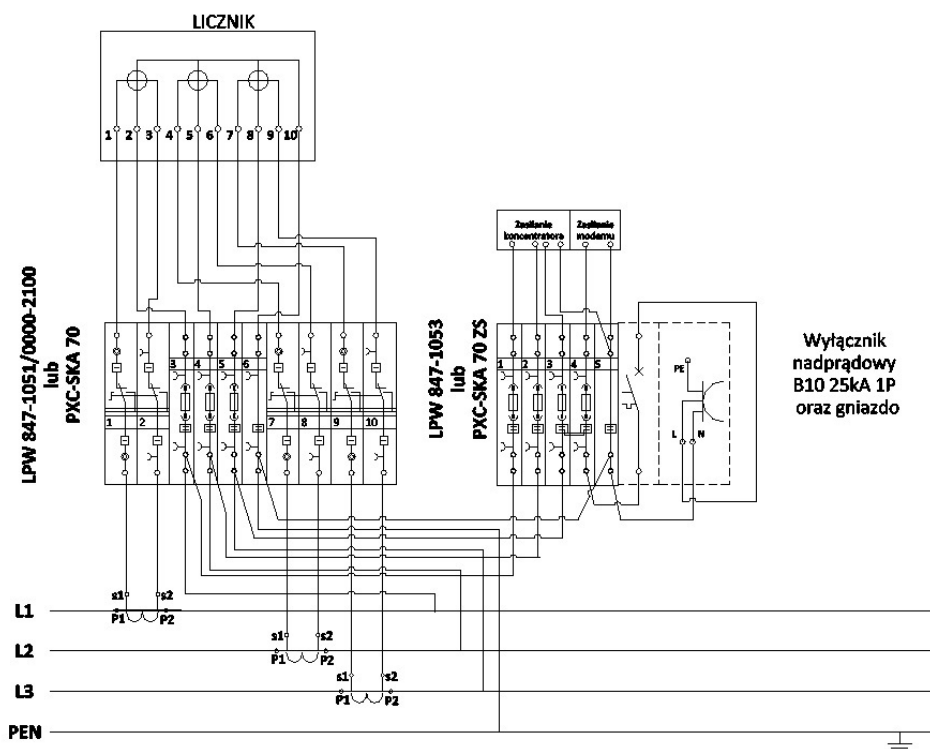 LICZNIK
1 2 3 4 5 6 7 8 9 10
Zasilanie
koncentratora
Zasilanie
modemu
LPW 847-1051/0000-2100
lub
PXC-SKA 70
3 4 5 6
1 2 7 8 9 10
LPW 847-1053
lub
PXC-SKA 70 ZS
1 2 3 4 5
PE
L N
Wyłącznik
nadprądowy
B10 25kA 1P
oraz gniazdo
s1 s2
L1
P1 P2
s1 s2
L2
P1 P2
s1 s2
L3
P1 P2
PEN